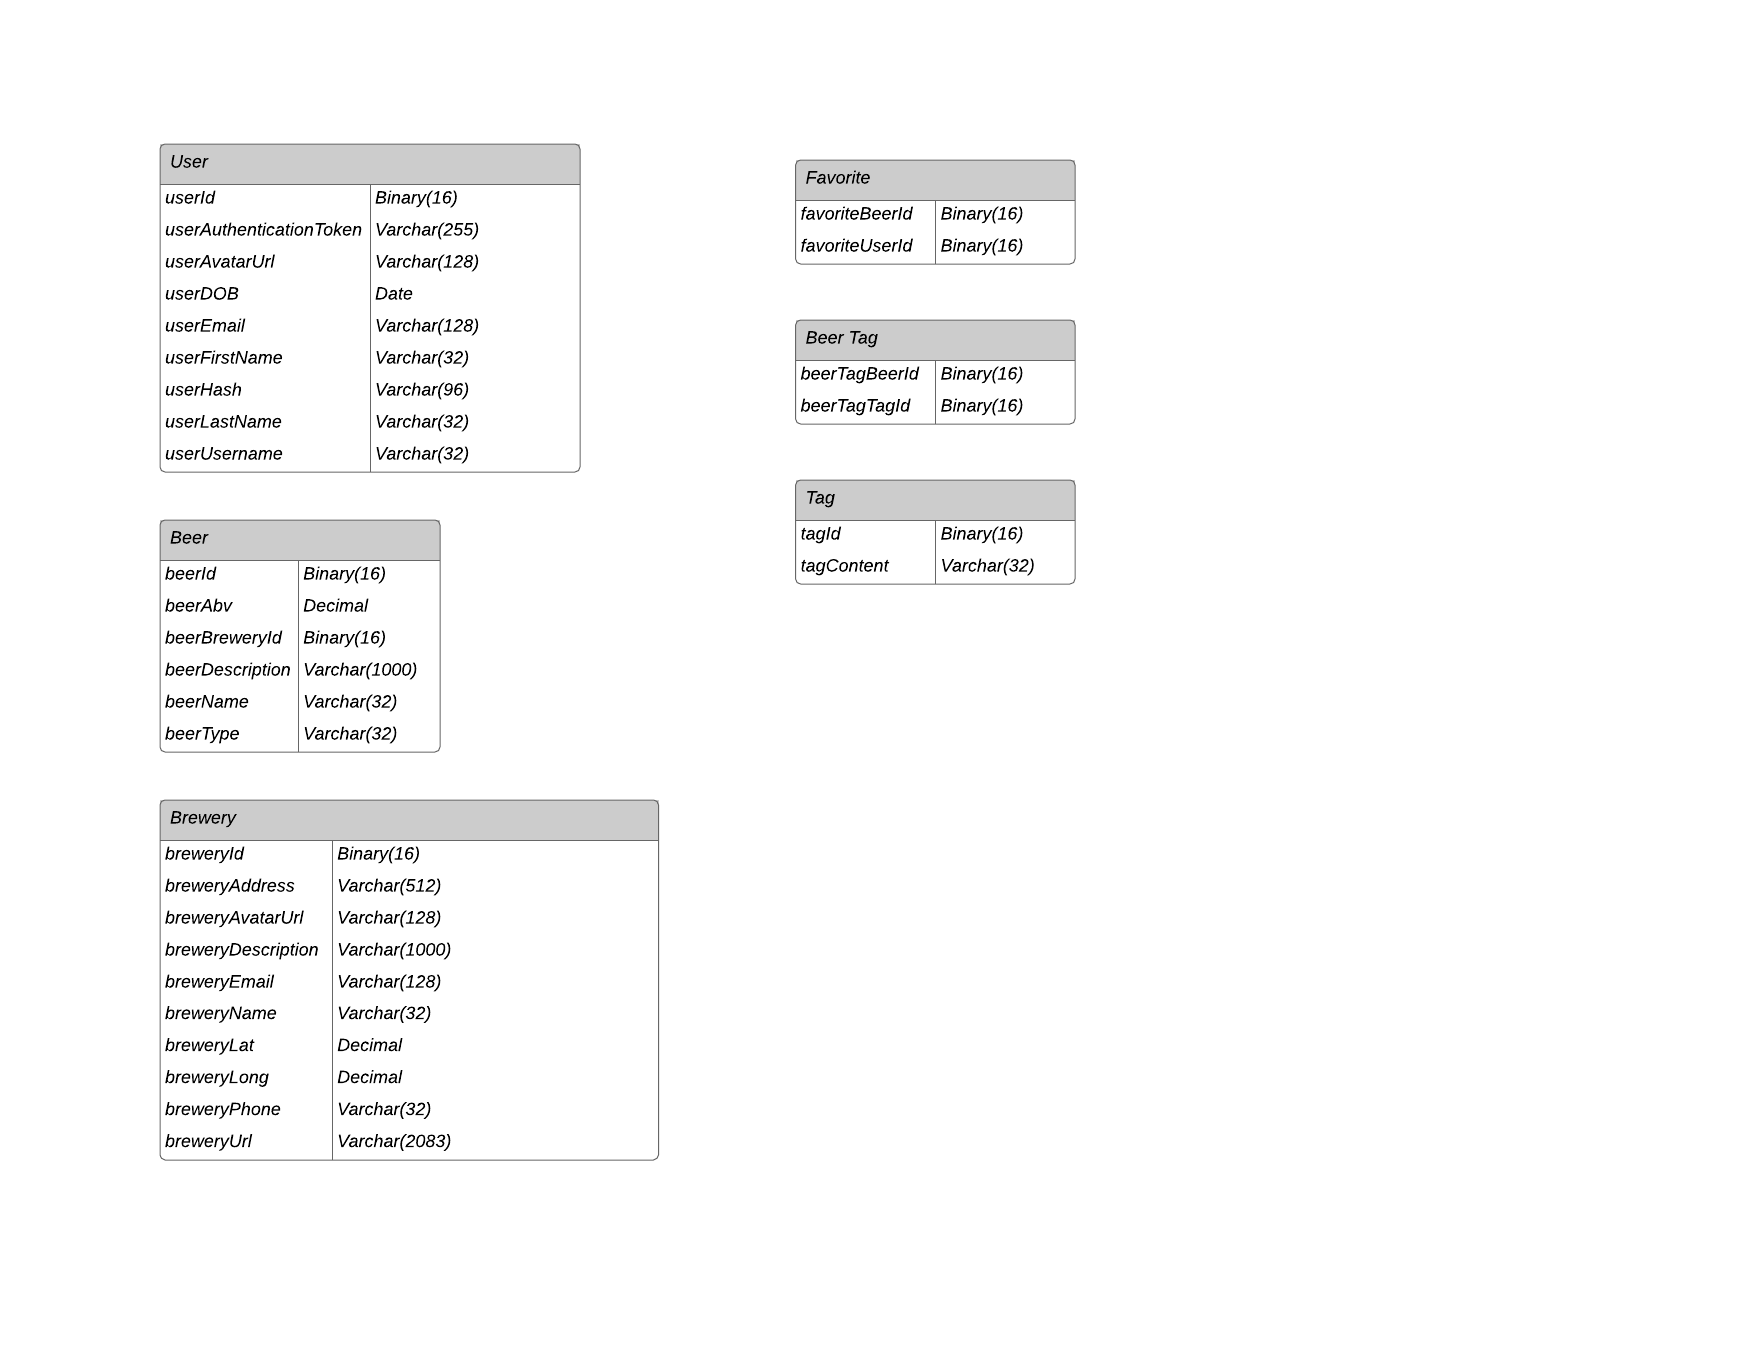 User
userId Binary(16)
userAuthenticationToken Varchar(255)
userAvatarUrl Varchar(128)
userDOB Date
userEmail Varchar(128)
userFirstName Varchar(32)
userHash Varchar(96)
userLastName Varchar(32)
userUsername Varchar(32)
Beer
beerId Binary(16)
beerAbv Decimal
beerBreweryId Binary(16)
beerDescription Varchar(1000)
beerName Varchar(32)
beerType Varchar(32)
Brewery
breweryId Binary(16)
breweryAddress Varchar(512)
breweryAvatarUrl Varchar(128)
breweryDescription Varchar(1000)
breweryEmail Varchar(128)
breweryName Varchar(32)
breweryLat Decimal
breweryLong Decimal
breweryPhone Varchar(32)
breweryUrl Varchar(2083)
Favorite
favoriteBeerId Binary(16)
favoriteUserId Binary(16)
Beer Tag
beerTagBeerId Binary(16)
beerTagTagId Binary(16)
Tag
tagId Binary(16)
tagContent Varchar(32)